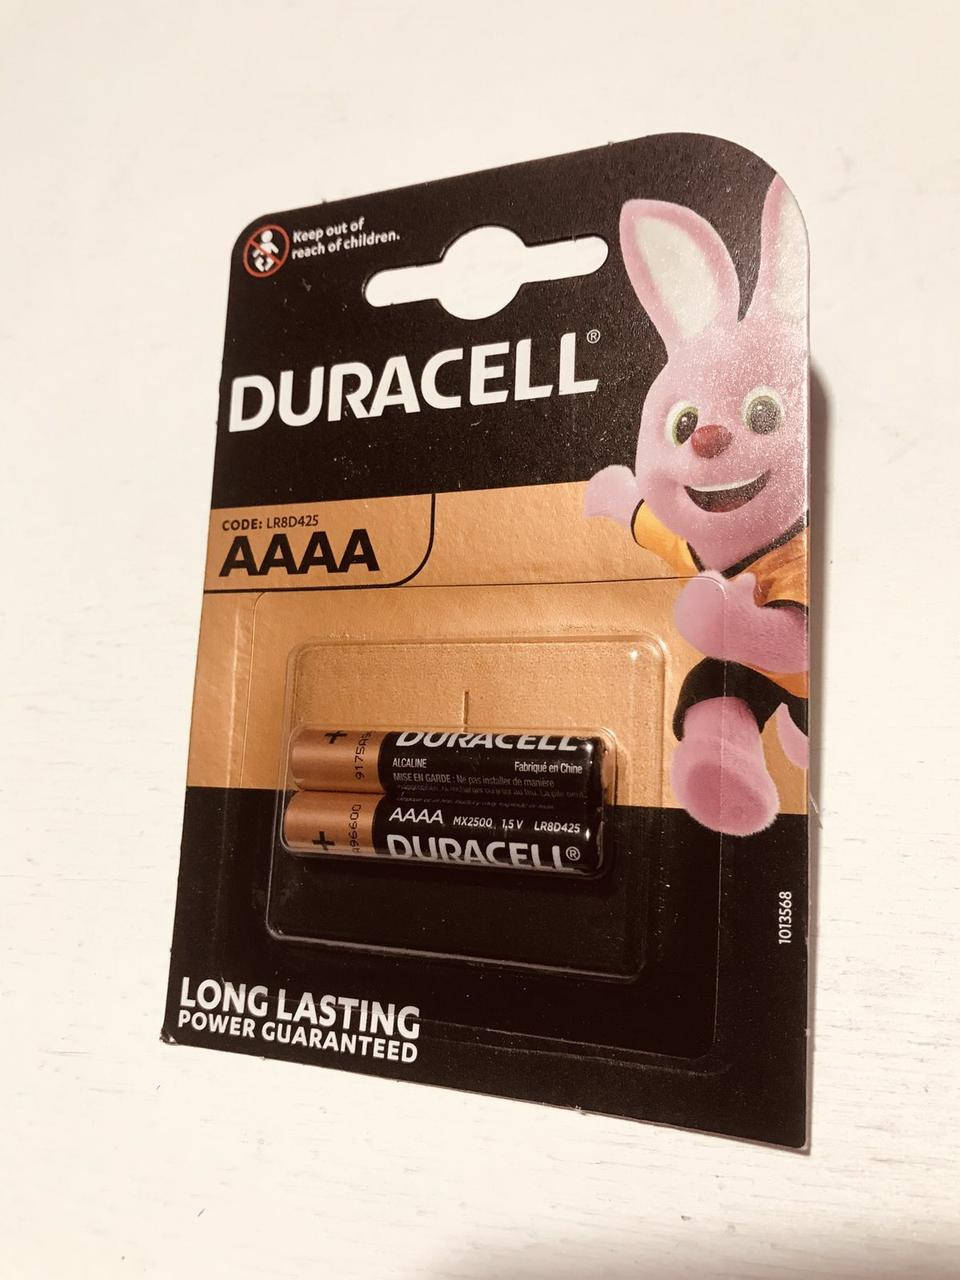 Keep out of
reach of children.
DURACELL®
CODE: LR8D425
AAAA
+
9175A
DURACELL
ALCALINE
Fabriqué en Chine
MISE EN GARDE : Ne pas installer de manière
+
AAAA MX2500 1,5 V LR8D425
DURACELL®
1013568
LONG LASTING
POWER GUARANTEED